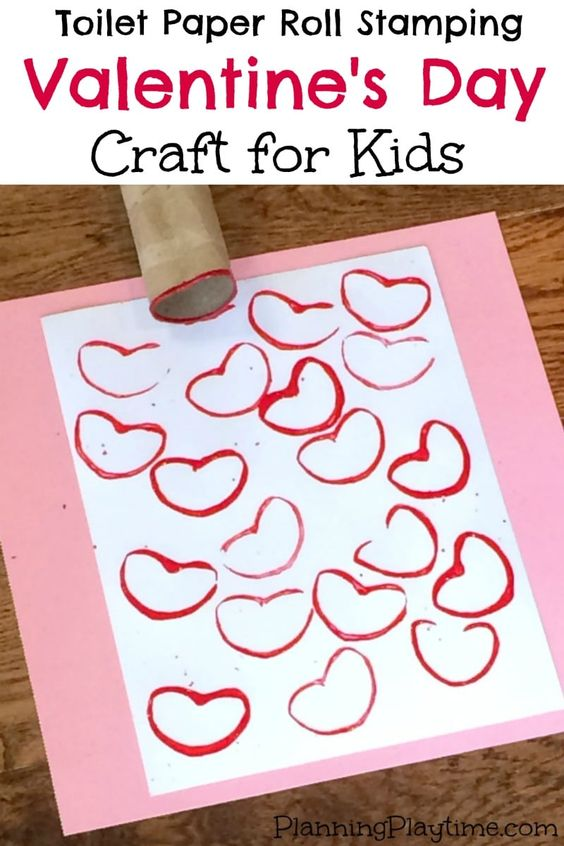 Toilet Paper Roll Stamping
Valentine's Day
Craft for Kids
PlanningPlaytime.com